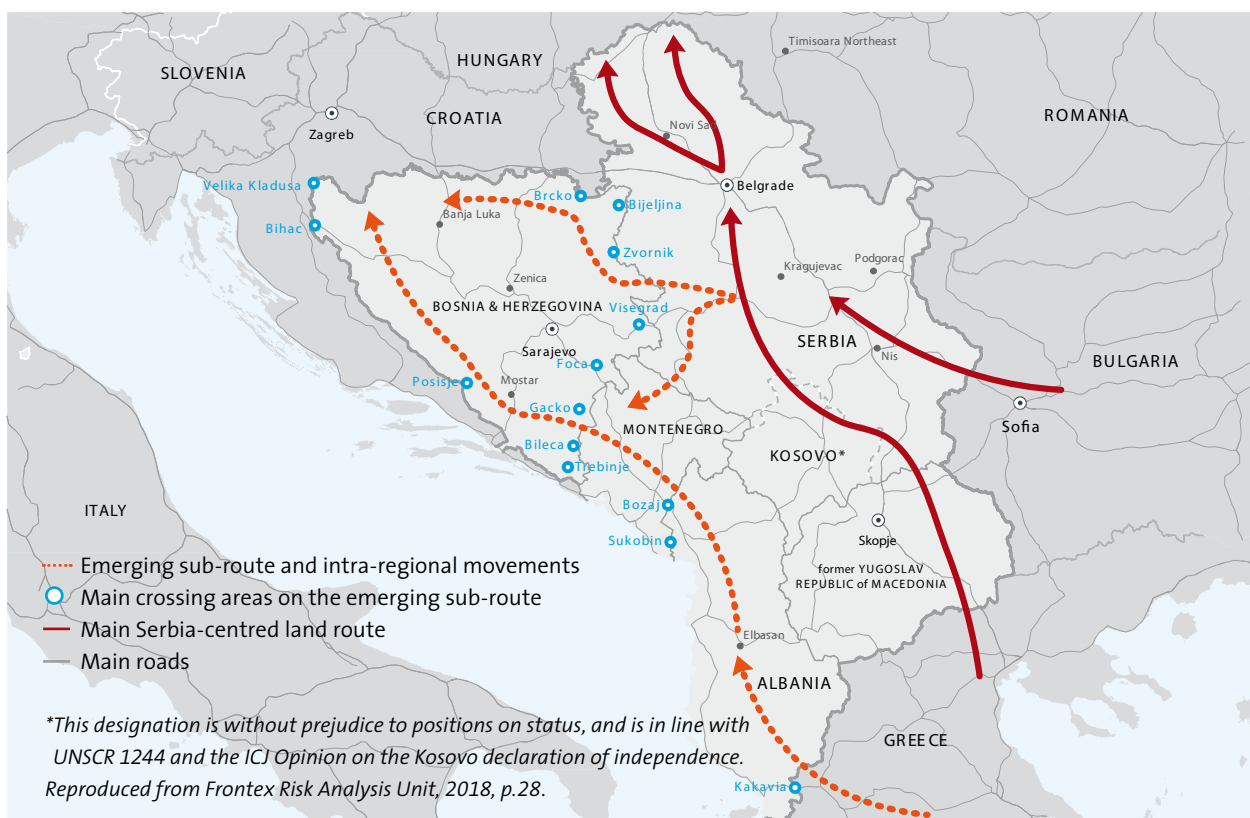 Timisoara Northeast
HUNGARY
SLOVENIA
ROMANIA
CROATIA
Novi Sad
Zagreb
Velika Kladusa
Belgrade
Brcko
Bijeljina
Banja Luka
Bihac
Zvornik
Podgorac
Kragujevac
Zenica
BOSNIA & HERZEGOVINA
Visegrad
SERBIA
Sarajevo
Nis
BULGARIA
Foca
Posisje
Mostar
Gacko
Sofia
MONTENEGRO
Bileca
KOSOVO*
Trebinje
Bozaj
ITALY
Sukobin
Skopje
former YUGOSLAV
REPUBLIC of MACEDONIA
Elbasan
ALBANIA
GREECE
Kakavia
Emerging sub-route and intra-regional movements
Main crossing areas on the emerging sub-route
Main Serbia-centred land route
Main roads
*This designation is without prejudice to positions on status, and is in line with
UNSCR 1244 and the ICJ Opinion on the Kosovo declaration of independence.
Reproduced from Frontex Risk Analysis Unit, 2018, p.28.